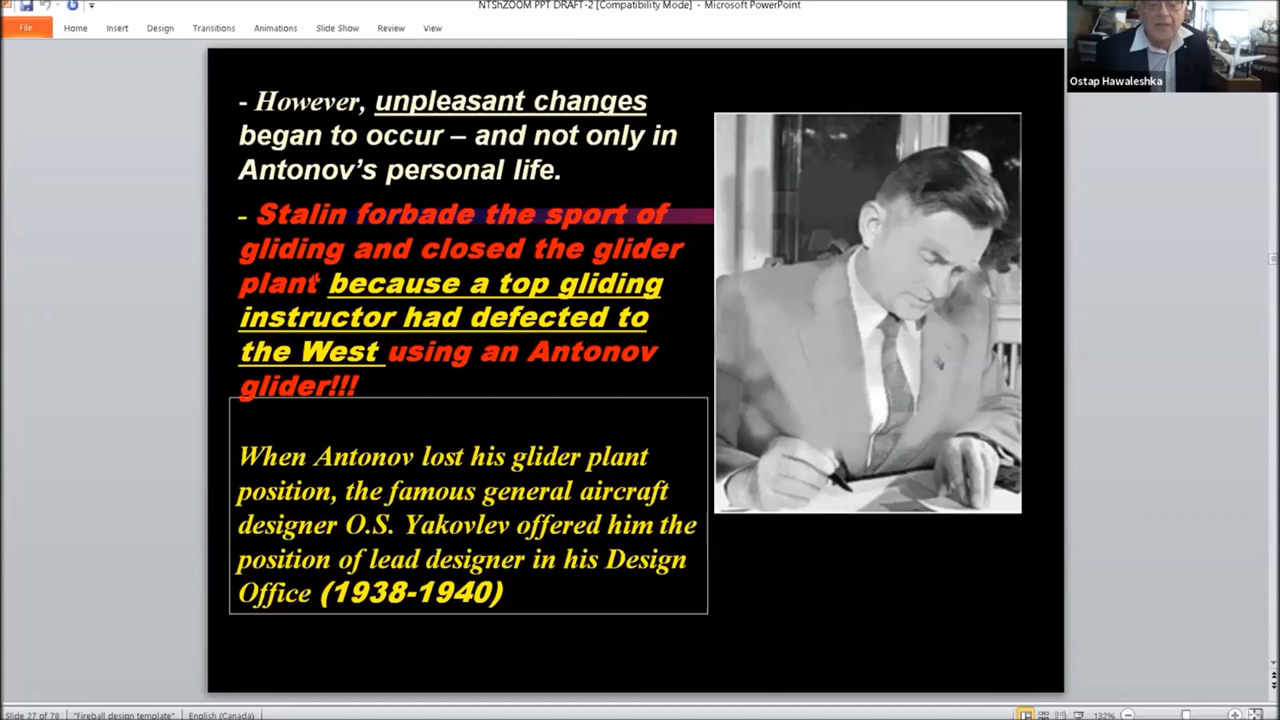 NTShZOOM PPT DRAFT-2 [Compatibility Mode] - Microsoft PowerPoint
File Home Insert Design Transitions Animations Slide Show Review View
Ostap Hawaleshka
- However, unpleasant changes
began to occur – and not only in
Antonov's personal life.
- Stalin forbade the sport of
gliding and closed the glider
plant because a top gliding
instructor had defected to
the West using an Antonov
glider!!!
When Antonov lost his glider plant
position, the famous general aircraft
designer O.S. Yakovlev offered him the
position of lead designer in his Design
Office (1938-1940)
Slide 27 of 78 "Fireball design template" English (Canada) 132%